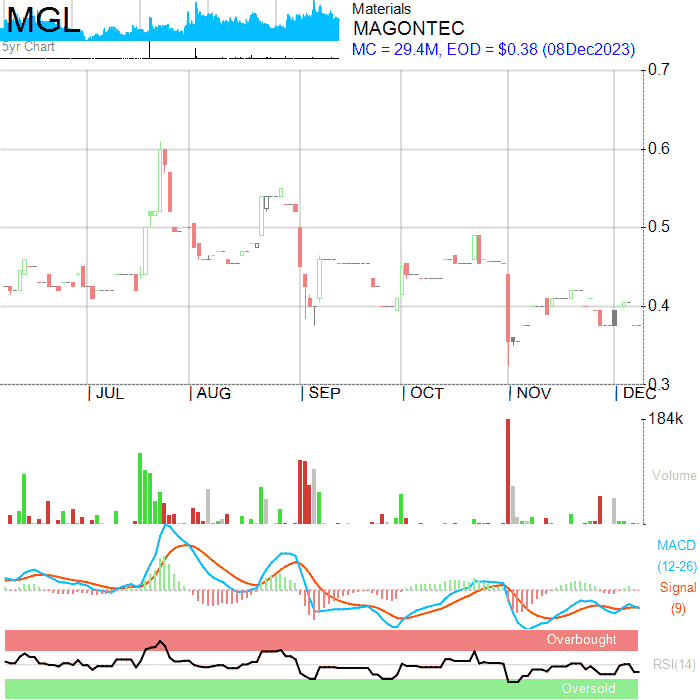 MGL
5yr Chart
Materials
MAGONTEC
MC = 29.4M, EOD = $0.38 (08Dec2023)
0.7
0.6
0.5
0.4
0.3
JUL AUG SEP OCT NOV DEC
184k
Volume
MACD
(12-26)
Signal
(9)
Overbought
RSI(14)
Oversold